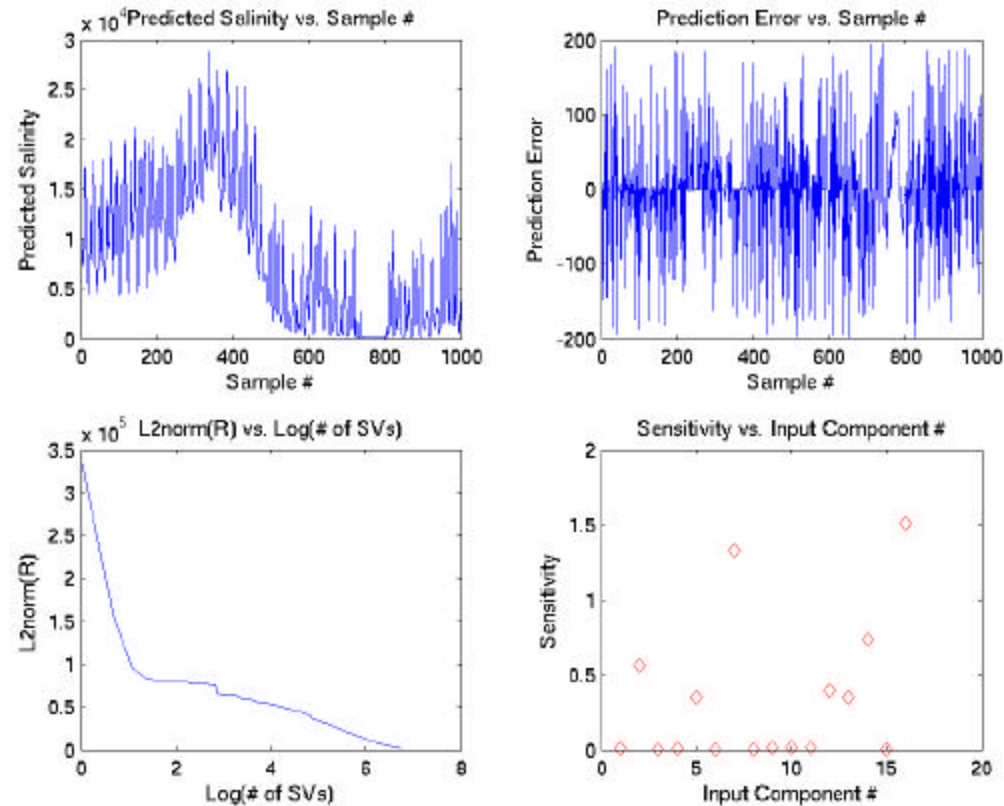 x 10^4 Predicted Salinity vs. Sample #
3
2.5
2
1.5
1
0.5
0
Predicted Salinity
0 200 400 600 800 1000
Sample #
Prediction Error vs. Sample #
200
100
0
-100
-200
Prediction Error
0 200 400 600 800 1000
Sample #
x 10^5 L2norm(R) vs. Log(# of SVs)
3.5
3
2.5
2
1.5
1
0.5
0
L2norm(R)
0 2 4 6 8
Log(# of SVs)
Sensitivity vs. Input Component #
2
1.5
1
0.5
0
Sensitivity
0 5 10 15 20
Input Component #